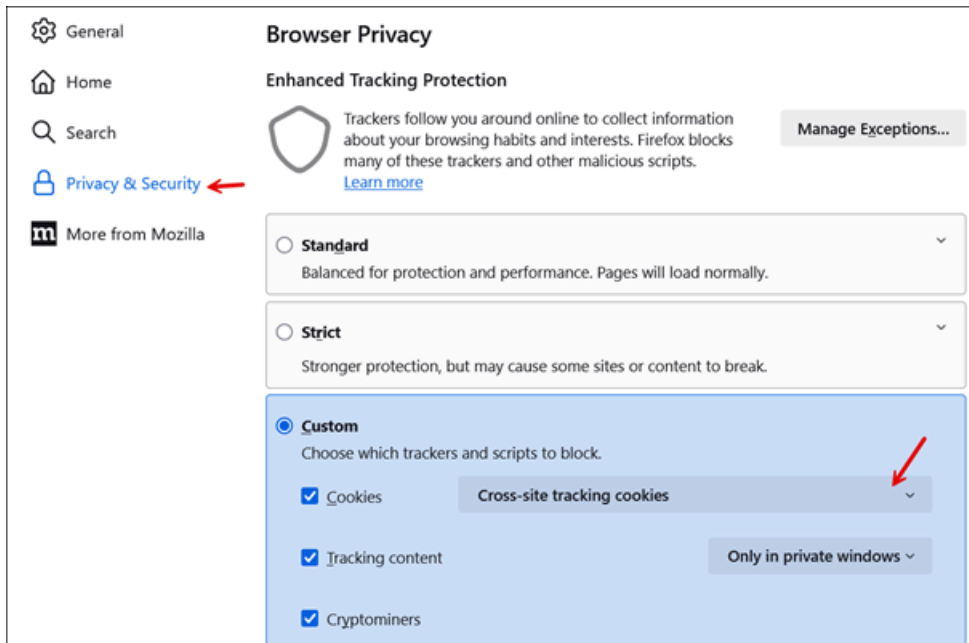 General
Home
Search
Privacy & Security
m More from Mozilla
Browser Privacy
Enhanced Tracking Protection
Trackers follow you around online to collect information
about your browsing habits and interests. Firefox blocks
many of these trackers and other malicious scripts.
Learn more
Manage Exceptions...
Standard
Balanced for protection and performance. Pages will load normally.
Strict
Stronger protection, but may cause some sites or content to break.
Custom
Choose which trackers and scripts to block.
Cookies Cross-site tracking cookies
Tracking content Only in private windows
Cryptominers